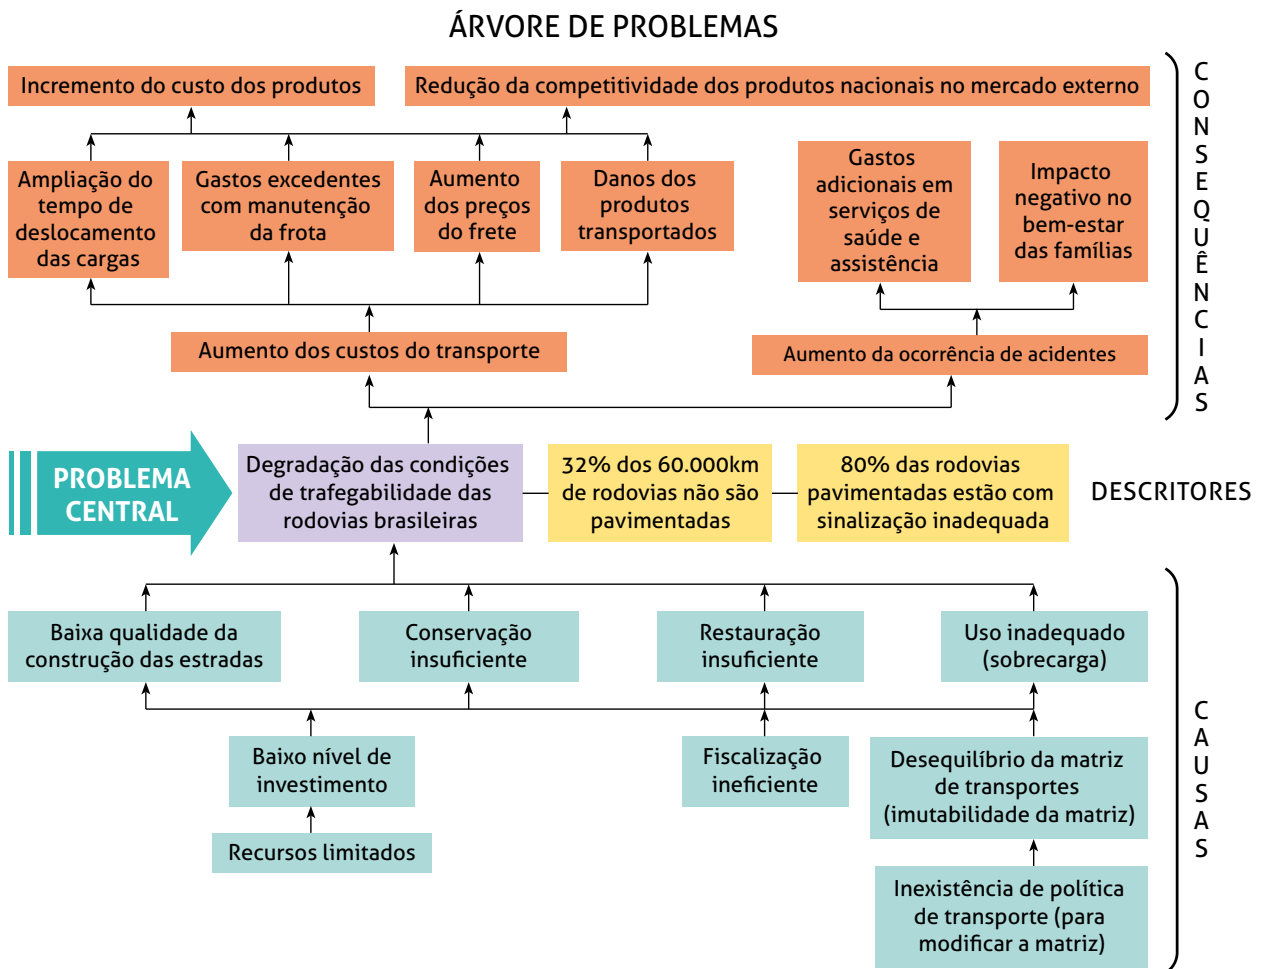 ÁRVORE DE PROBLEMAS
Incremento do custo dos produtos
Redução da competitividade dos produtos nacionais no mercado externo
Ampliação do
tempo de
deslocamento
das cargas
Gastos excedentes
com manutenção
da frota
Aumento
dos preços
do frete
Danos dos
produtos
transportados
Gastos
adicionais em
serviços de
saúde e
assistência
Impacto
negativo no
bem-estar
das famílias
Aumento dos custos do transporte
Aumento da ocorrência de acidentes
CONSEQUÊNCIAS
PROBLEMA
CENTRAL
Degradação das condições
de trafegabilidade das
rodovias brasileiras
32% dos 60.000km
de rodovias não são
pavimentadas
80% das rodovias
pavimentadas estão com
sinalização inadequada
DESCRITORES
Baixa qualidade da
construção das estradas
Conservação
insuficiente
Restauração
insuficiente
Uso inadequado
(sobrecarga)
Baixo nível de
investimento
Fiscalização
ineficiente
Desequilíbrio da matriz
de transportes
(imutabilidade da matriz)
Recursos limitados
Inexistência de política
de transporte (para
modificar a matriz)
CAUSAS